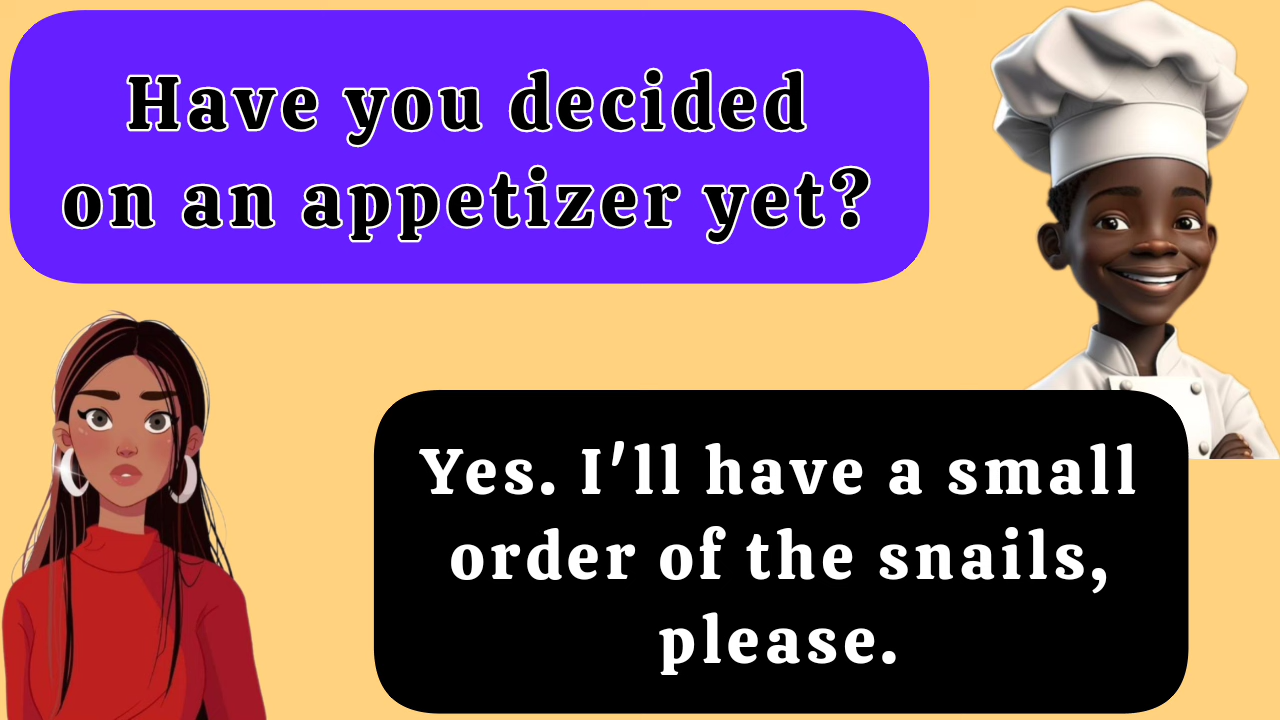 Have you decided
on an appetizer yet?
Yes. I'll have a small
order of the snails,
please.